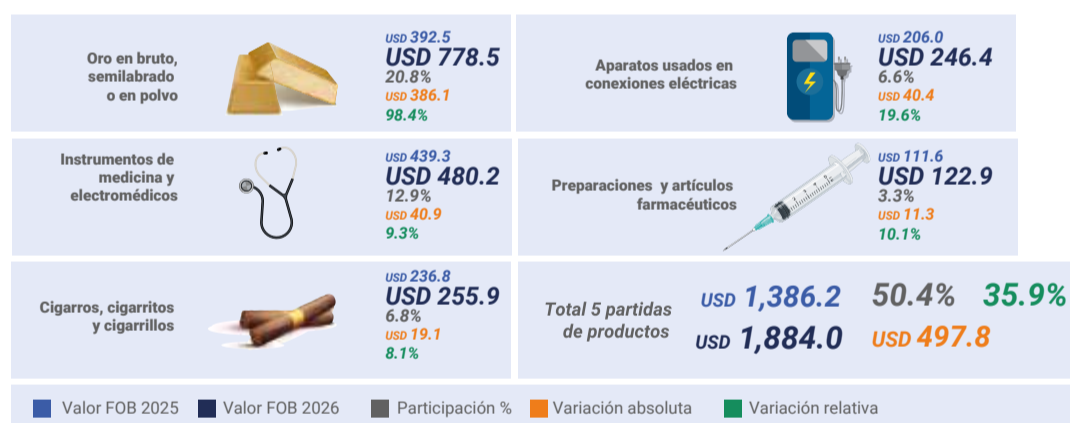 Oro en bruto,
semilabrado
o en polvo
USD 392.5
USD 778.5
20.8%
USD 386.1
98.4%
Aparatos usados en
conexiones eléctricas
USD 206.0
USD 246.4
6.6%
USD 40.4
19.6%
Instrumentos de
medicina y
electromédicos
USD 439.3
USD 480.2
12.9%
USD 40.9
9.3%
Preparaciones y artículos
farmacéuticos
USD 111.6
USD 122.9
3.3%
USD 11.3
10.1%
Cigarros, cigarritos
y cigarrillos
USD 236.8
USD 255.9
6.8%
USD 19.1
8.1%
Total 5 partidas
de productos
USD 1,386.2 50.4% 35.9%
USD 1,884.0 USD 497.8
Valor FOB 2025 Valor FOB 2026 Participación % Variación absoluta Variación relativa